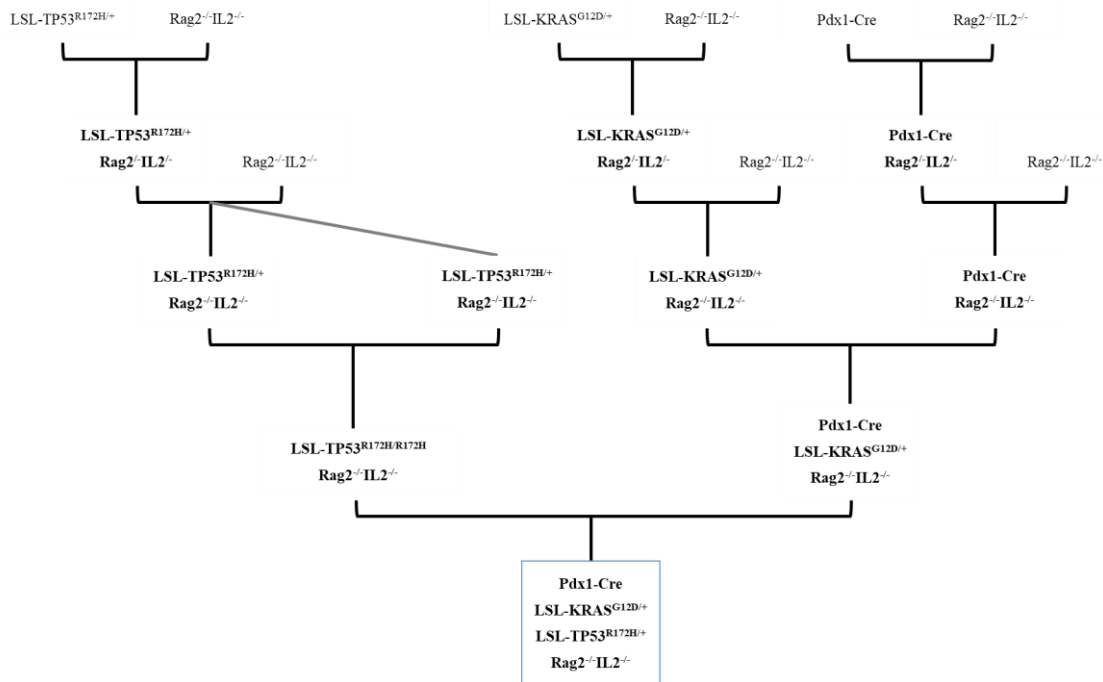 LSL-TP53R172H/+ Rag2-/-IL2-/- LSL-KRASG12D/+ Rag2-/-IL2-/- Pdx1-Cre Rag2-/-IL2-/-
LSL-TP53R172H/+ LSL-KRASG12D/+ Pdx1-Cre
Rag2/-IL2/- Rag2-/-IL2-/- Rag2/-IL2/- Rag2-/-IL2-/- Rag2/-IL2/- Rag2-/-IL2-/-
LSL-TP53R172H/+ LSL-TP53R172H/+ LSL-KRASG12D/+ Pdx1-Cre
Rag2-/-IL2-/- Rag2-/-IL2-/- Rag2-/-IL2-/- Rag2-/-IL2-/-
Pdx1-Cre
LSL-TP53R172H/R172H LSL-KRASG12D/+
Rag2-/-IL2-/- Rag2-/-IL2-/-
Pdx1-Cre
LSL-KRASG12D/+
LSL-TP53R172H/+
Rag2-/-IL2-/-